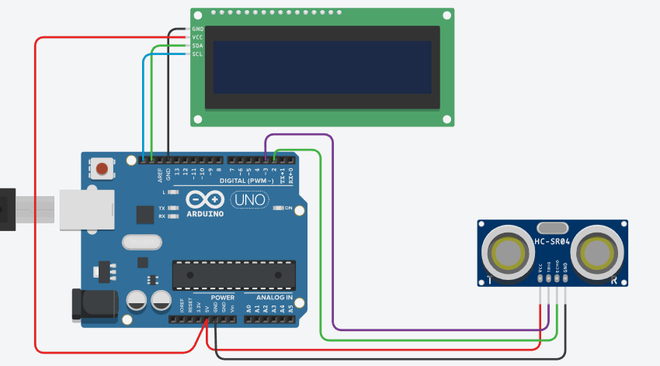 GND
VCC
SDA
SCL
AREF
GND
13
12
~11
~10
~9
8
7
~6
~5
4
~3
2
TX→1
RX←0
DIGITAL (PWM~)
L
TX
RX
ARDUINO
UNO
ON
POWER
ANALOG IN
IOREF
RESET
3.3V
5V
GND
GND
Vin
A0
A1
A2
A3
A4
A5
HC-SR04
VCC
TRIG
ECHO
GND
T
R